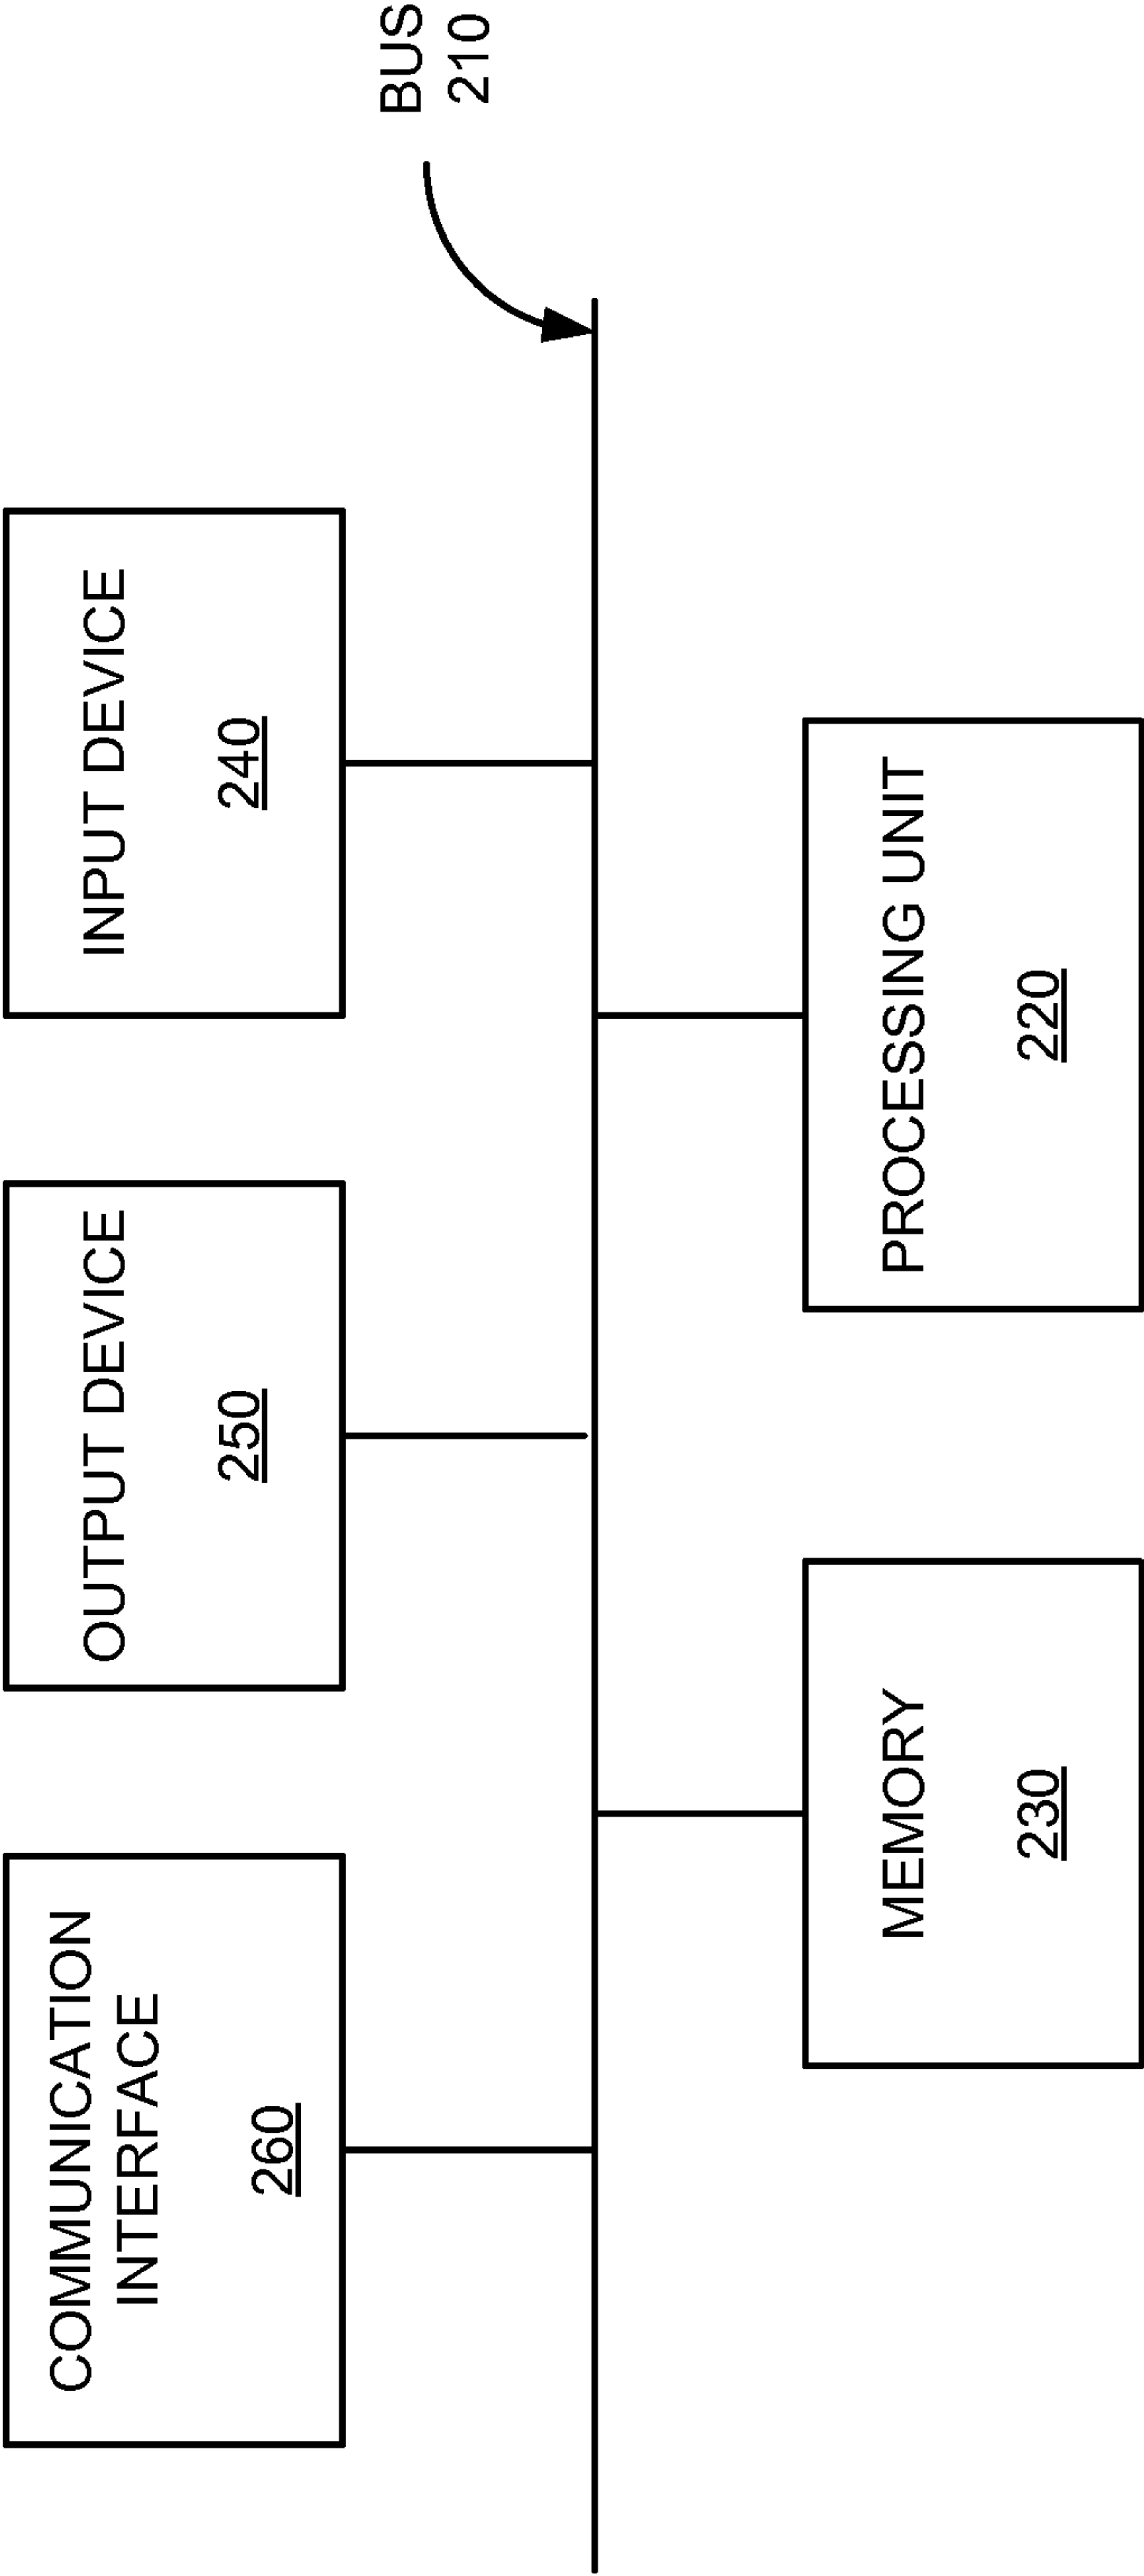 COMMUNICATION
INTERFACE
260
OUTPUT DEVICE
250
INPUT DEVICE
240
BUS
210
MEMORY
230
PROCESSING UNIT
220